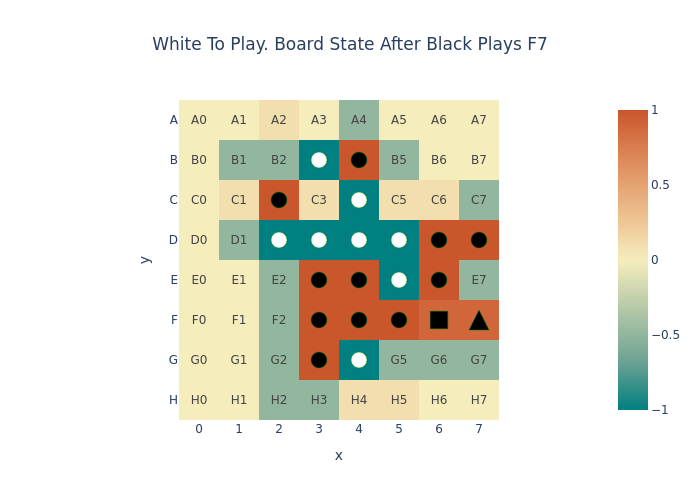 White To Play. Board State After Black Plays F7
A A0 A1 A2 A3 A4 A5 A6 A7
B B0 B1 B2 B5 B6 B7
C C0 C1 C3 C5 C6 C7
D D0 D1
E E0 E1 E2 E7
F F0 F1 F2
G G0 G1 G2 G5 G6 G7
H H0 H1 H2 H3 H4 H5 H6 H7
0 1 2 3 4 5 6 7
x
y
1
0.5
0
−0.5
−1